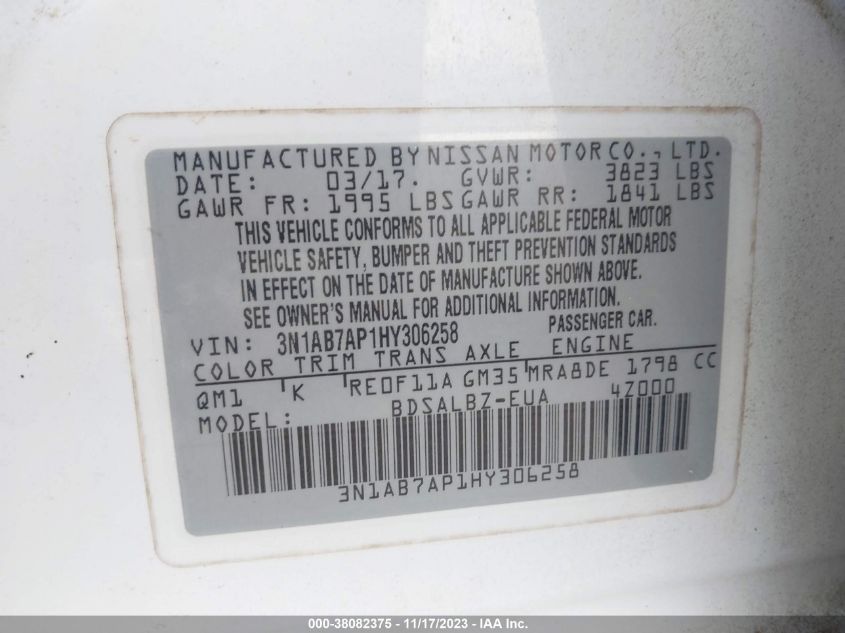 MANUFACTURED BY NISSAN MOTOR CO., LTD.
DATE: 03/17. GVWR: 3823 LBS
GAWR FR: 1995 LBS GAWR RR: 1841 LBS
THIS VEHICLE CONFORMS TO ALL APPLICABLE FEDERAL MOTOR
VEHICLE SAFETY, BUMPER AND THEFT PREVENTION STANDARDS
IN EFFECT ON THE DATE OF MANUFACTURE SHOWN ABOVE.
SEE OWNER'S MANUAL FOR ADDITIONAL INFORMATION.
VIN: 3N1AB7AP1HY306258 PASSENGER CAR.
COLOR TRIM TRANS AXLE ENGINE
QM1 K RE0F11A GM35 MRA8DE 1798 CC
MODEL: BDSALBZ-EUA 4Z000
3N1AB7AP1HY306258
000-38082375 - 11/17/2023 - IAA Inc.